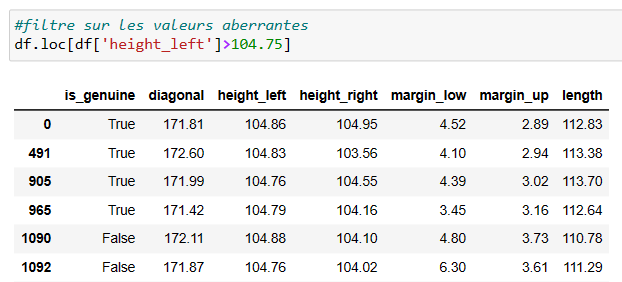 #filtre sur les valeurs aberrantes
df.loc[df['height_left']>104.75]
is_genuine diagonal height_left height_right margin_low margin_up length
0 True 171.81 104.86 104.95 4.52 2.89 112.83
491 True 172.60 104.83 103.56 4.10 2.94 113.38
905 True 171.99 104.76 104.55 4.39 3.02 113.70
965 True 171.42 104.79 104.16 3.45 3.16 112.64
1090 False 172.11 104.88 104.10 4.80 3.73 110.78
1092 False 171.87 104.76 104.02 6.30 3.61 111.29